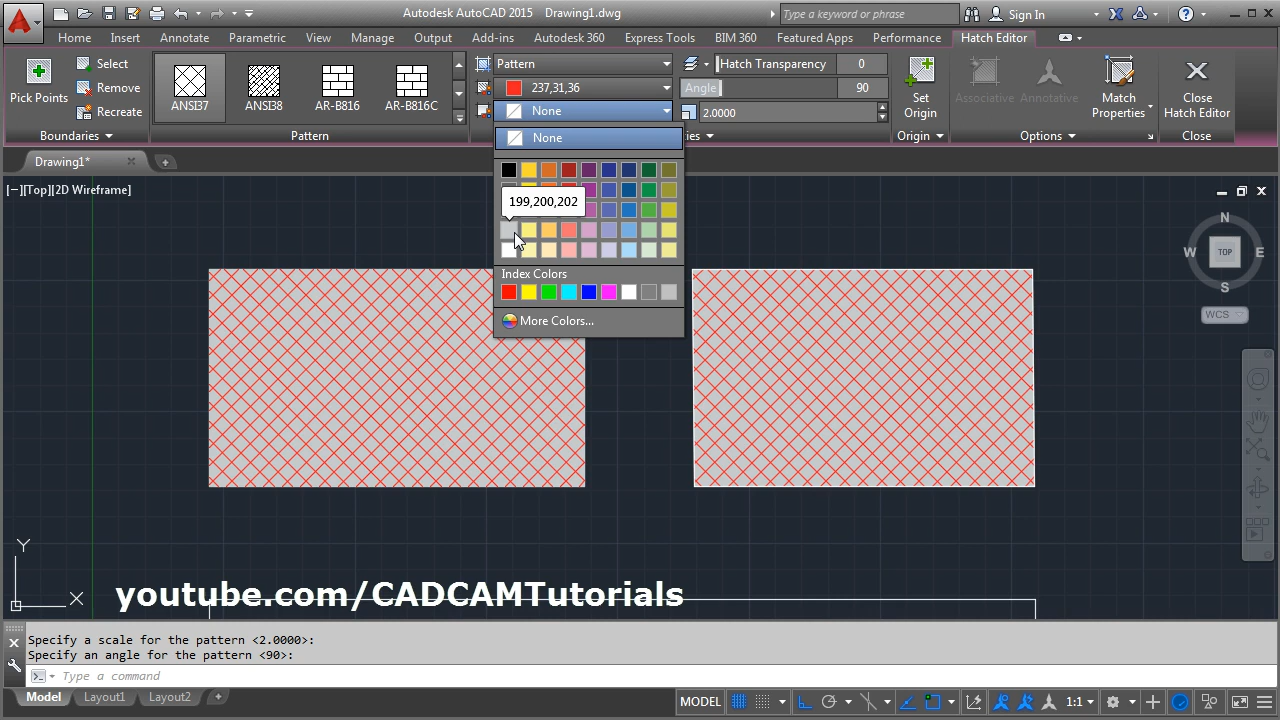 Autodesk AutoCAD 2015 Drawing1.dwg
Type a keyword or phrase
Sign In
Home Insert Annotate Parametric View Manage Output Add-ins Autodesk 360 Express Tools BIM 360 Featured Apps Performance Hatch Editor
Pick Points
Select
Remove
Recreate
Boundaries
ANSI37 ANSI38 AR-B816 AR-B816C
Pattern
Pattern
237,31,36
None
Hatch Transparency 0
Angle 90
2.0000
ies
Set
Origin
Origin
Associative Annotative Match
Properties
Options
Close
Hatch Editor
Close
None
199,200,202
Index Colors
More Colors...
Drawing1*
[−][Top][2D Wireframe]
N
W TOP E
S
WCS
Y
X
youtube.com/CADCAMTutorials
Specify a scale for the pattern <2.0000>:
Specify an angle for the pattern <90>:
Type a command
Model Layout1 Layout2
MODEL
1:1